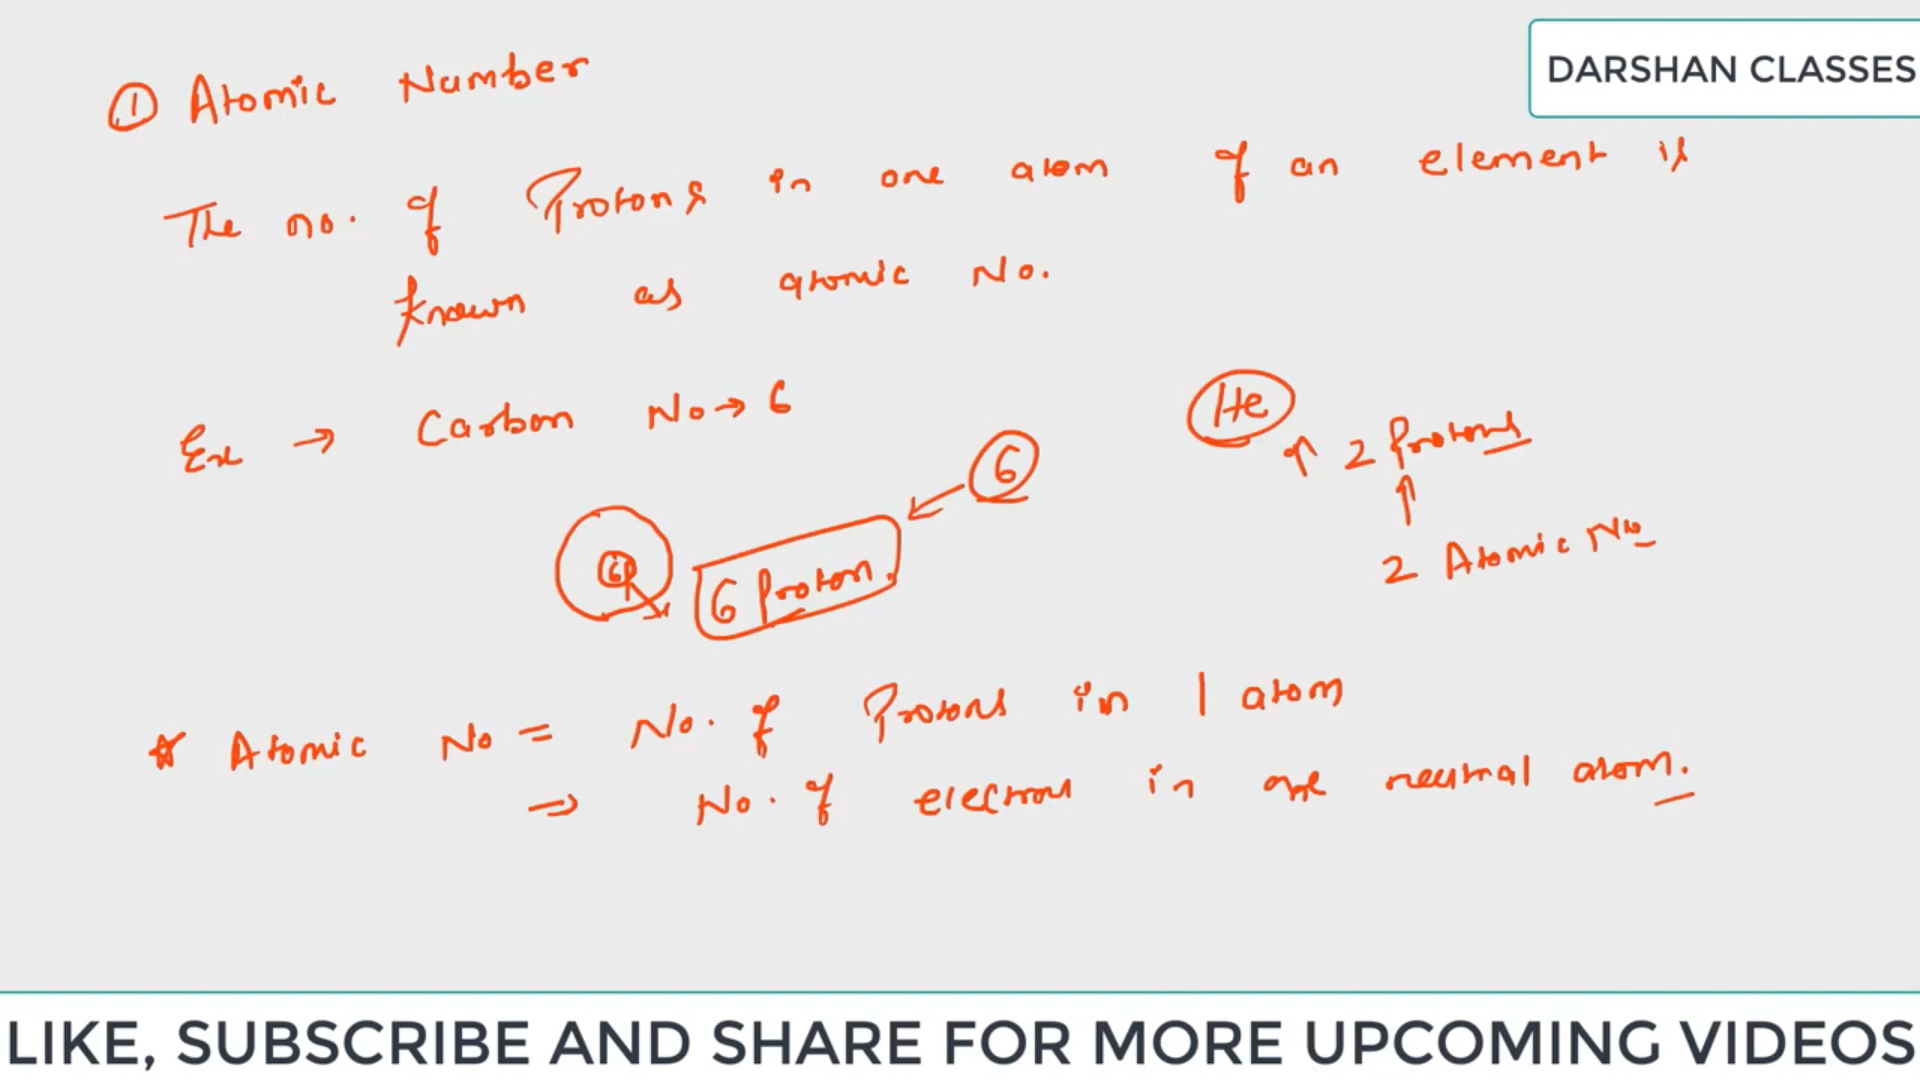 DARSHAN CLASSES
① Atomic Number
The no. of Protons in one atom of an element is
known as atomic No.
Ex → Carbon No → 6
He
↑ 2 Protons
↑
2 Atomic No
6
6P
6 Proton.
☆ Atomic No = No. of Protons in 1 atom
⇒ No. of electrons in one neutral atom.
LIKE, SUBSCRIBE AND SHARE FOR MORE UPCOMING VIDEOS